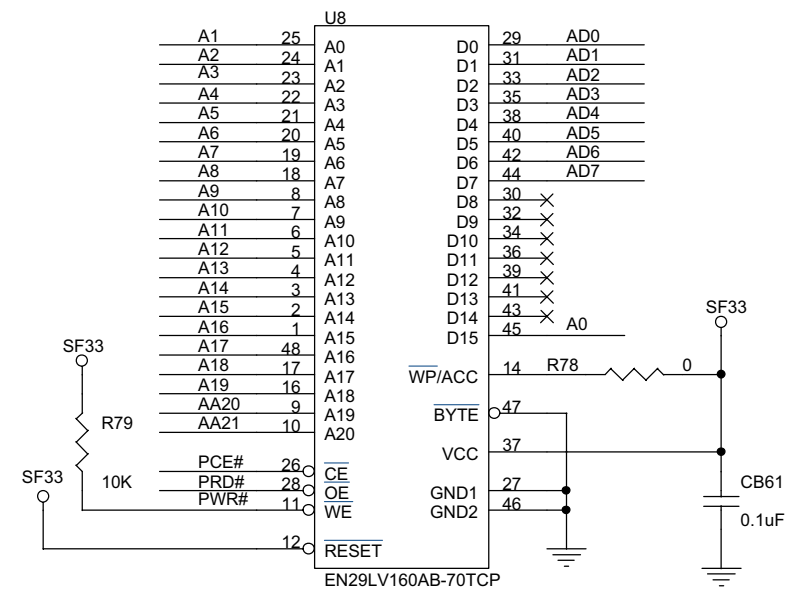 U8
A1 25 A0 D0 29 AD0
A2 24 A1 D1 31 AD1
A3 23 A2 D2 33 AD2
A4 22 A3 D3 35 AD3
A5 21 A4 D4 38 AD4
A6 20 A5 D5 40 AD5
A7 19 A6 D6 42 AD6
A8 18 A7 D7 44 AD7
A9 8 A8 D8 30
A10 7 A9 D9 32
A11 6 A10 D10 34
A12 5 A11 D11 36
A13 4 A12 D12 39
A14 3 A13 D13 41
A15 2 A14 D14 43
A16 1 A15 D15 45 A0
SF33
SF33
A17 48 A16
A18 17 A17 WP/ACC 14 R78 0
A19 16 A18
AA20 9 A19 BYTE 47
AA21 10 A20
R79
VCC 37
PCE# 26 CE
SF33 10K PRD# 28 OE GND1 27 CB61
PWR# 11 WE GND2 46 0.1uF
12 RESET
EN29LV160AB-70TCP